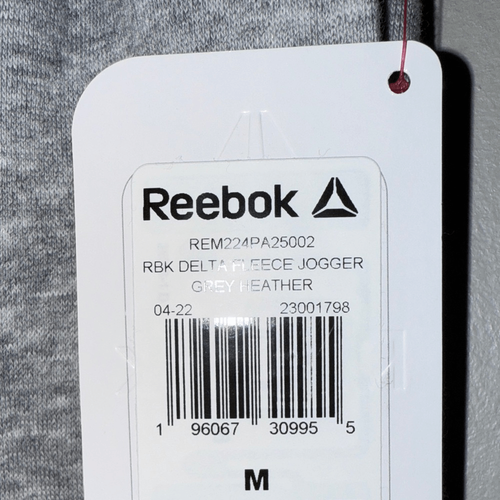 Reebok
REM224PA25002
RBK DELTA FLEECE JOGGER
GREY HEATHER
04-22 23001798
1 96067 30995 5
M